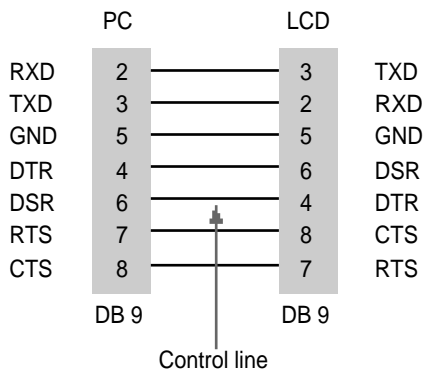 PC LCD
RXD 2 3 TXD
TXD 3 2 RXD
GND 5 5 GND
DTR 4 6 DSR
DSR 6 4 DTR
RTS 7 8 CTS
CTS 8 7 RTS
DB 9 DB 9
Control line